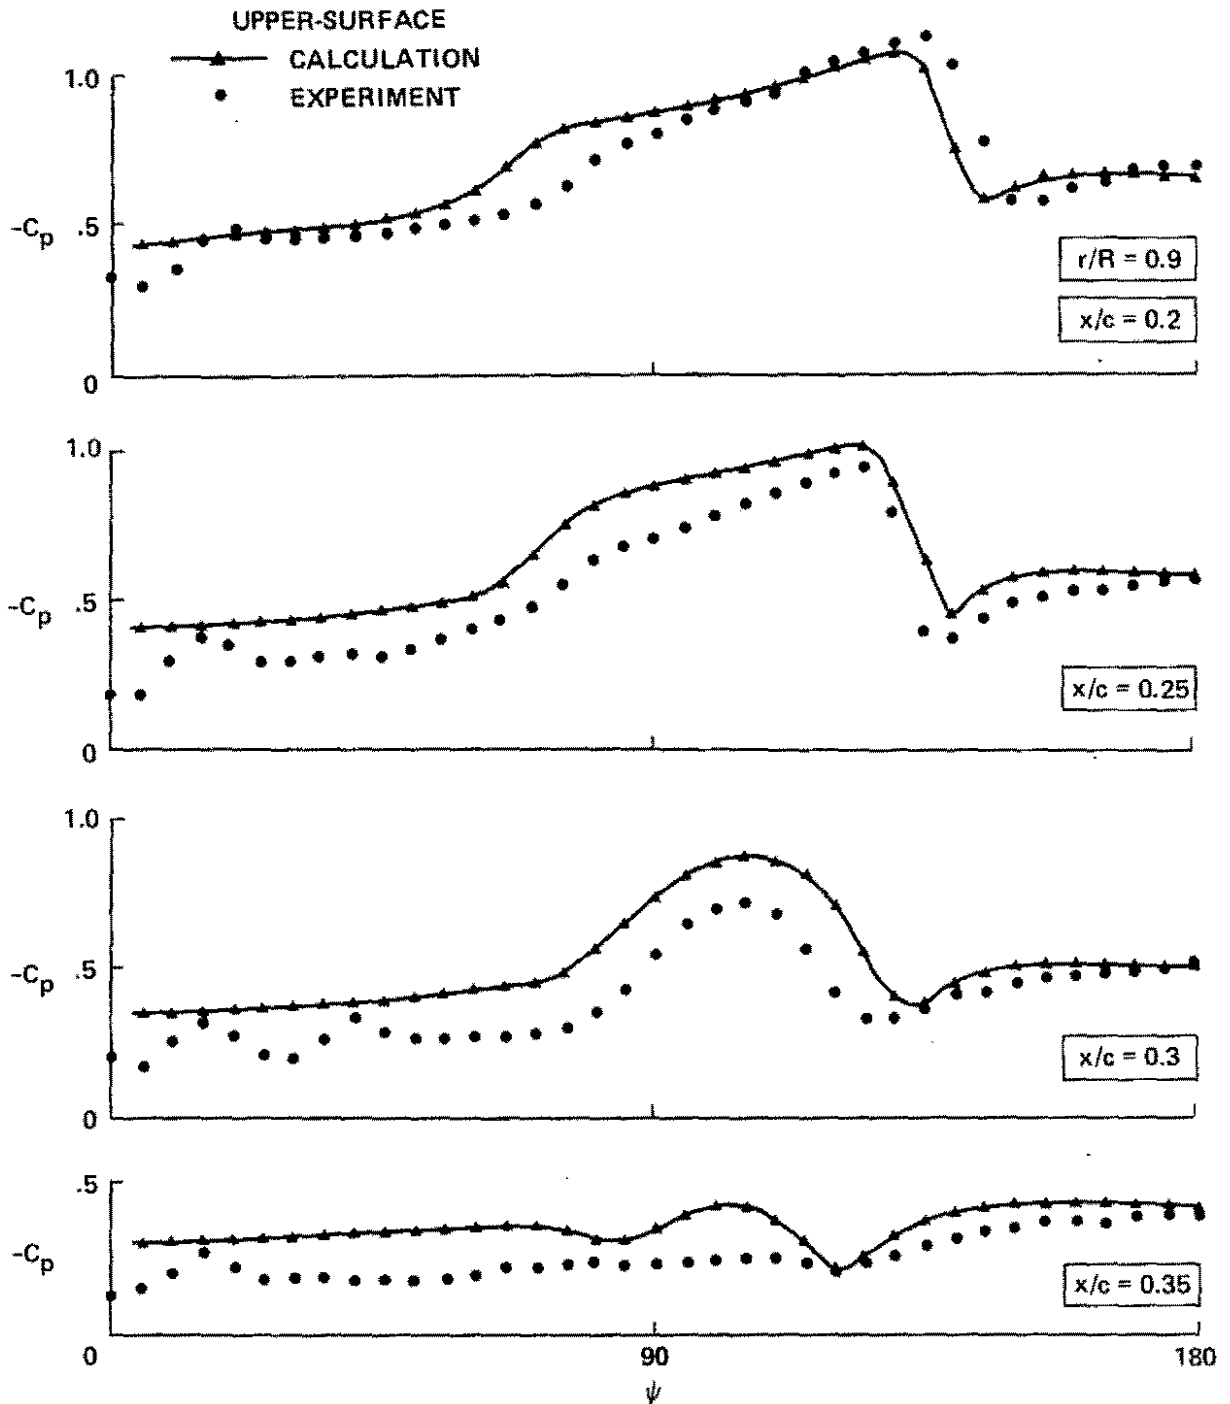 UPPER-SURFACE
CALCULATION
EXPERIMENT
1.0
.5
-Cp
0
r/R = 0.9
x/c = 0.2
1.0
.5
-Cp
0
x/c = 0.25
1.0
.5
-Cp
0
x/c = 0.3
.5
-Cp
x/c = 0.35
0 90 180
ψ